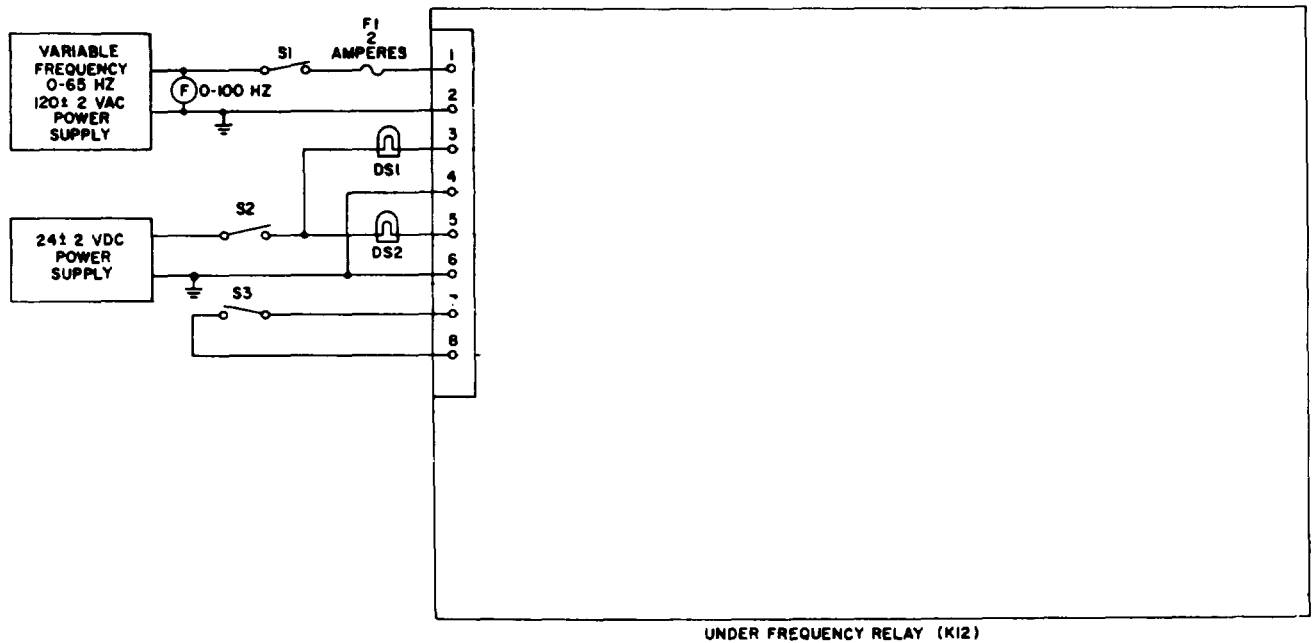 VARIABLE
FREQUENCY
0-65 HZ
120± 2 VAC
POWER
SUPPLY
F
0-100 HZ
S1
F1
2
AMPERES
1
2
3
DS1
4
S2
5
DS2
24± 2 VDC
POWER
SUPPLY
6
S3
7
8
UNDER FREQUENCY RELAY (K12)